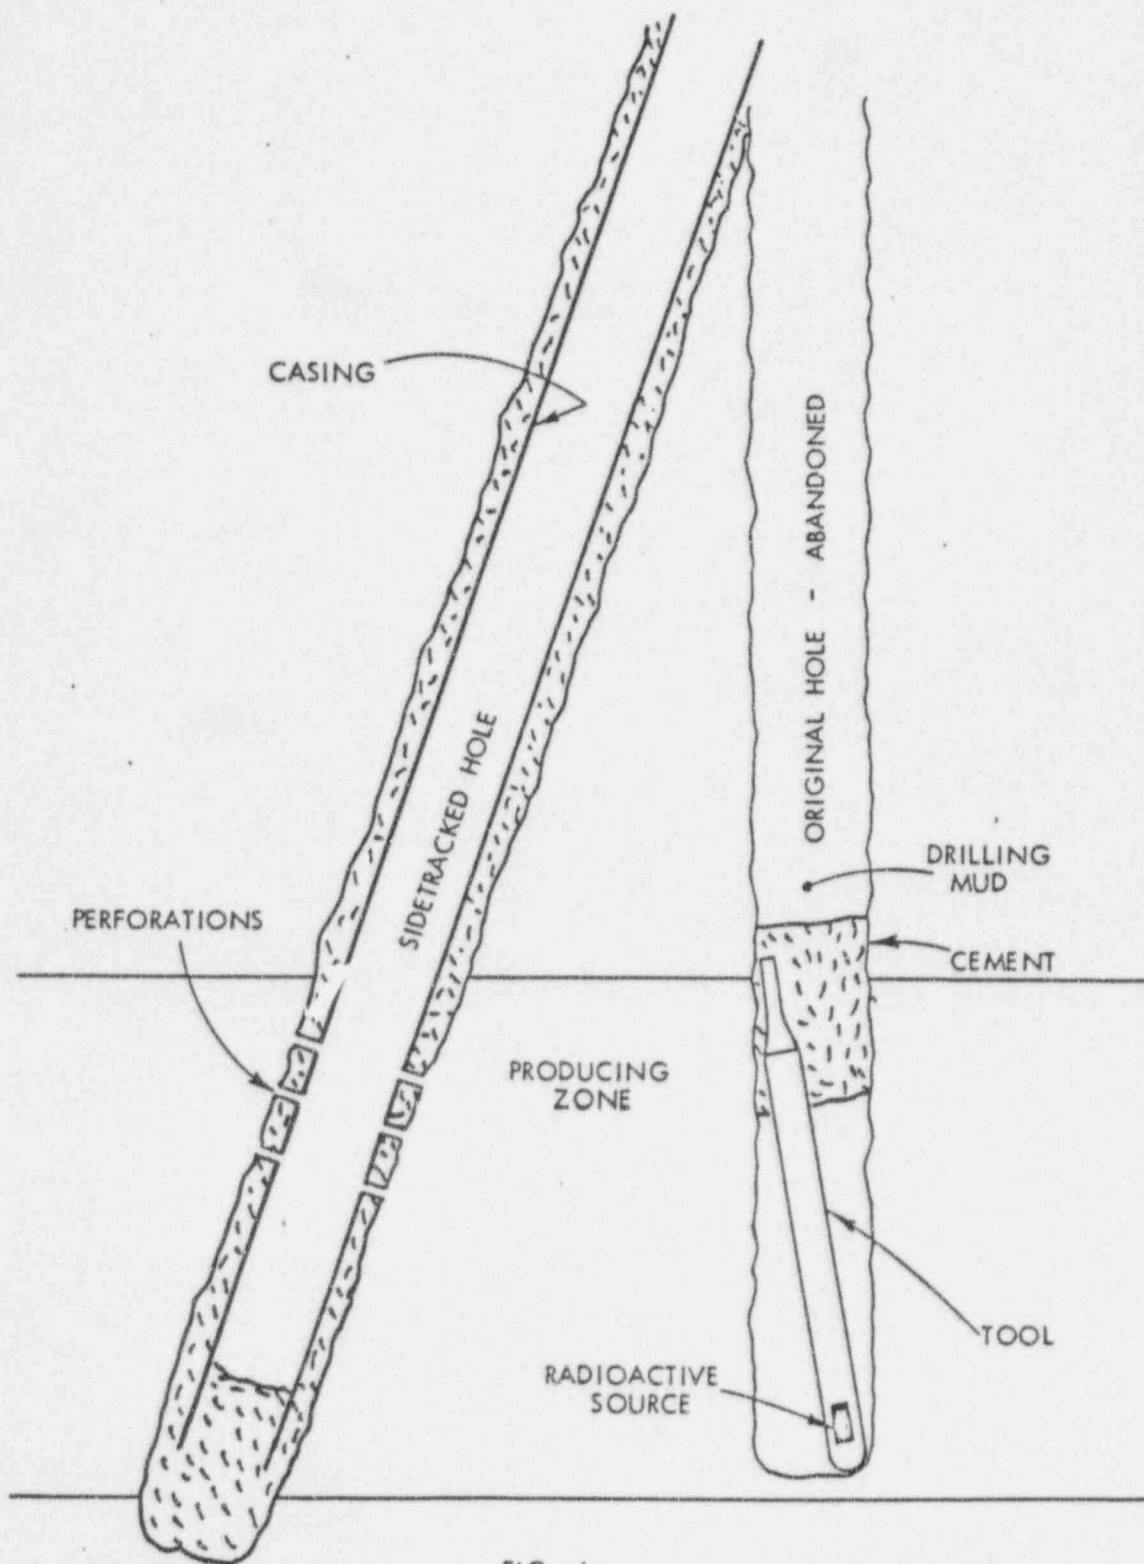 CASING
ORIGINAL HOLE - ABANDONED
SIDETRACKED HOLE
DRILLING
MUD
PERFORATIONS
CEMENT
PRODUCING
ZONE
TOOL
RADIOACTIVE
SOURCE